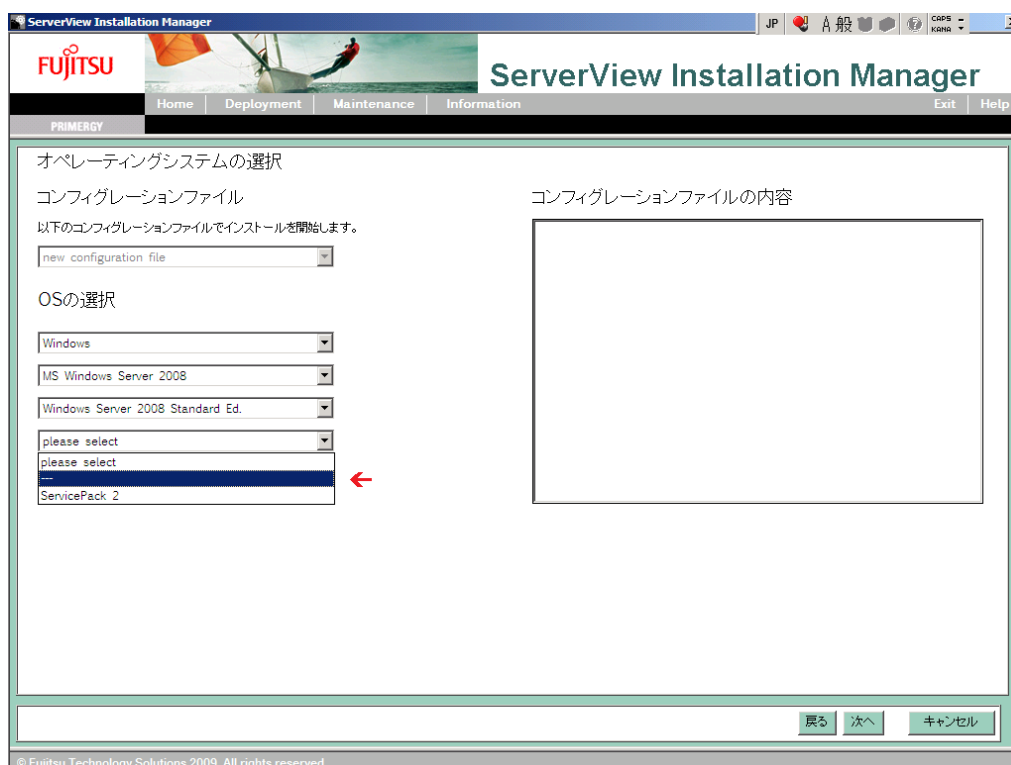 ServerView Installation Manager
JP
A 般
CAPS
KANA
FUJITSU
ServerView Installation Manager
Home Deployment Maintenance Information Exit Help
PRIMERGY
オペレーティングシステムの選択
コンフィグレーションファイル
コンフィグレーションファイルの内容
以下のコンフィグレーションファイルでインストールを開始します。
new configuration file
OSの選択
Windows
MS Windows Server 2008
Windows Server 2008 Standard Ed.
please select
please select
---
ServicePack 2
戻る 次へ キャンセル
© Fujitsu Technology Solutions 2009. All rights reserved.